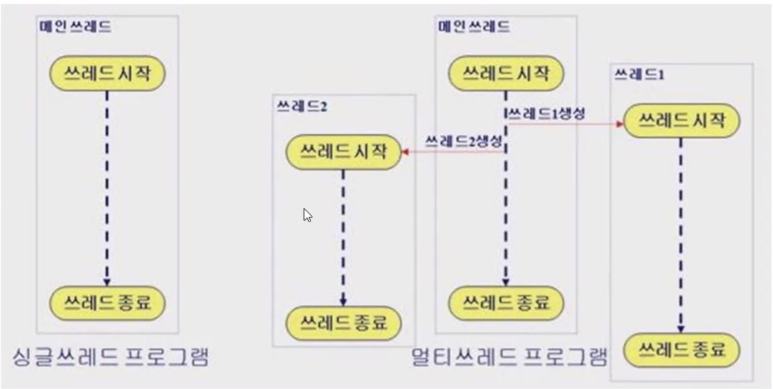 메인 쓰레드
쓰레드 시작
쓰레드 종료
싱글쓰레드 프로그램
메인 쓰레드
쓰레드 시작
쓰레드1생성
쓰레드2생성
쓰레드 종료
쓰레드2
쓰레드 시작
쓰레드 종료
쓰레드1
쓰레드 시작
쓰레드 종료
멀티쓰레드 프로그램